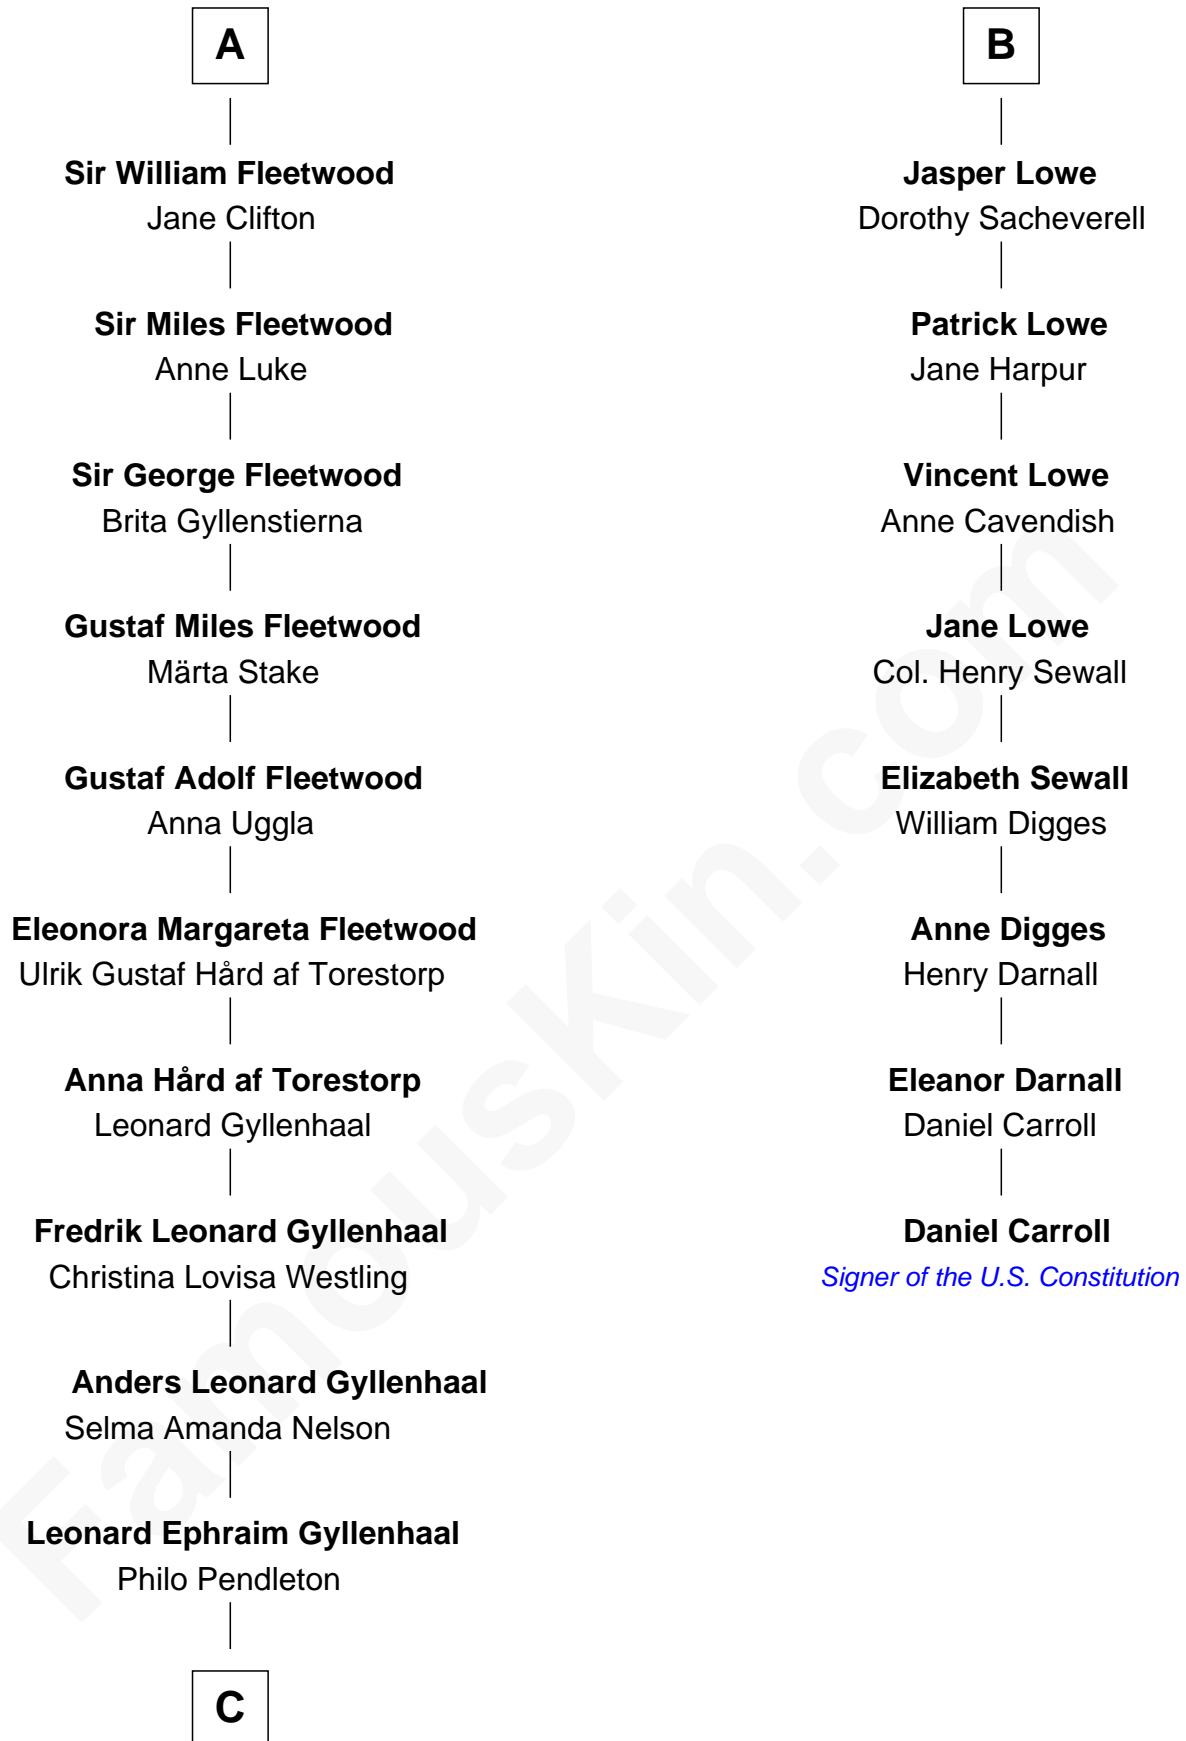 A
Sir William Fleetwood
Jane Clifton
Sir Miles Fleetwood
Anne Luke
Sir George Fleetwood
Brita Gyllenstierna
Gustaf Miles Fleetwood
Märta Stake
Gustaf Adolf Fleetwood
Anna Uggla
Eleonora Margareta Fleetwood
Ulrik Gustaf Hård af Torestorp
Anna Hård af Torestorp
Leonard Gyllenhaal
Fredrik Leonard Gyllenhaal
Christina Lovisa Westling
Anders Leonard Gyllenhaal
Selma Amanda Nelson
Leonard Ephraim Gyllenhaal
Philo Pendleton
C
B
Jasper Lowe
Dorothy Sacheverell
Patrick Lowe
Jane Harpur
Vincent Lowe
Anne Cavendish
Jane Lowe
Col. Henry Sewall
Elizabeth Sewall
William Digges
Anne Digges
Henry Darnall
Eleanor Darnall
Daniel Carroll
Daniel Carroll
Signer of the U.S. Constitution
FamousKin.com